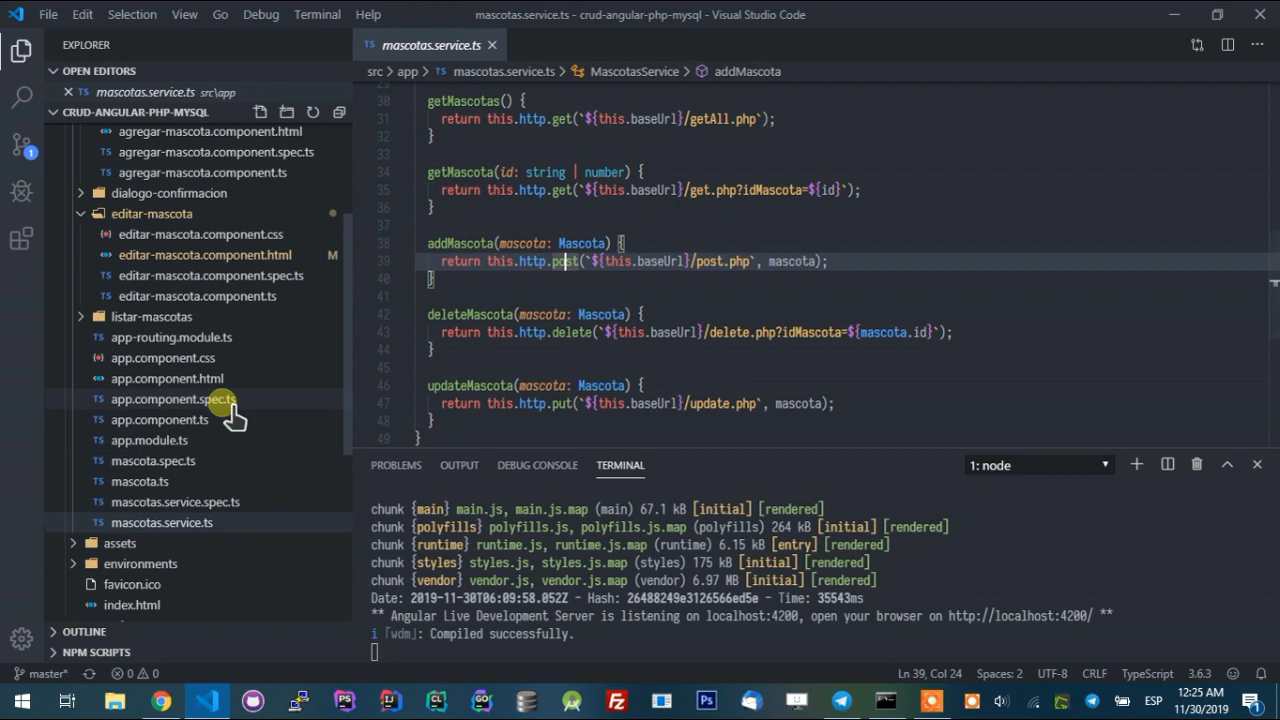 File Edit Selection View Go Debug Terminal Help
mascotas.service.ts - crud-angular-php-mysql - Visual Studio Code
EXPLORER
OPEN EDITORS
mascotas.service.ts src\app
CRUD-ANGULAR-PHP-MYSQL
agregar-mascota.component.html
agregar-mascota.component.spec.ts
agregar-mascota.component.ts
dialogo-confirmacion
editar-mascota
editar-mascota.component.css
editar-mascota.component.html M
editar-mascota.component.spec.ts
editar-mascota.component.ts
listar-mascotas
app-routing.module.ts
app.component.css
app.component.html
app.component.spec.ts
app.component.ts
app.module.ts
mascota.spec.ts
mascota.ts
mascotas.service.spec.ts
mascotas.service.ts
assets
environments
favicon.ico
index.html
OUTLINE
NPM SCRIPTS
mascotas.service.ts
src > app > TS mascotas.service.ts > MascotasService > addMascota
30 getMascotas() {
31 return this.http.get(`${this.baseUrl}/getAll.php`);
32 }
33
34 getMascota(id: string | number) {
35 return this.http.get(`${this.baseUrl}/get.php?idMascota=${id}`);
36 }
37
38 addMascota(mascota: Mascota) {
39 return this.http.post(`${this.baseUrl}/post.php`, mascota);
40 }
41
42 deleteMascota(mascota: Mascota) {
43 return this.http.delete(`${this.baseUrl}/delete.php?idMascota=${mascota.id}`);
44 }
45
46 updateMascota(mascota: Mascota) {
47 return this.http.put(`${this.baseUrl}/update.php`, mascota);
48 }
49 }
PROBLEMS OUTPUT DEBUG CONSOLE TERMINAL 1: node
chunk {main} main.js, main.js.map (main) 67.1 kB [initial] [rendered]
chunk {polyfills} polyfills.js, polyfills.js.map (polyfills) 264 kB [initial] [rendered]
chunk {runtime} runtime.js, runtime.js.map (runtime) 6.15 kB [entry] [rendered]
chunk {styles} styles.js, styles.js.map (styles) 175 kB [initial] [rendered]
chunk {vendor} vendor.js, vendor.js.map (vendor) 6.97 MB [initial] [rendered]
Date: 2019-11-30T06:09:58.052Z - Hash: 26488249e3126566ed5e - Time: 35543ms
** Angular Live Development Server is listening on localhost:4200, open your browser on http://localhost:4200/ **
i ｢wdm｣: Compiled successfully.
master* 0 0 Ln 39, Col 24 Spaces: 2 UTF-8 CRLF TypeScript 3.6.3
ESP 12:25 AM
11/30/2019